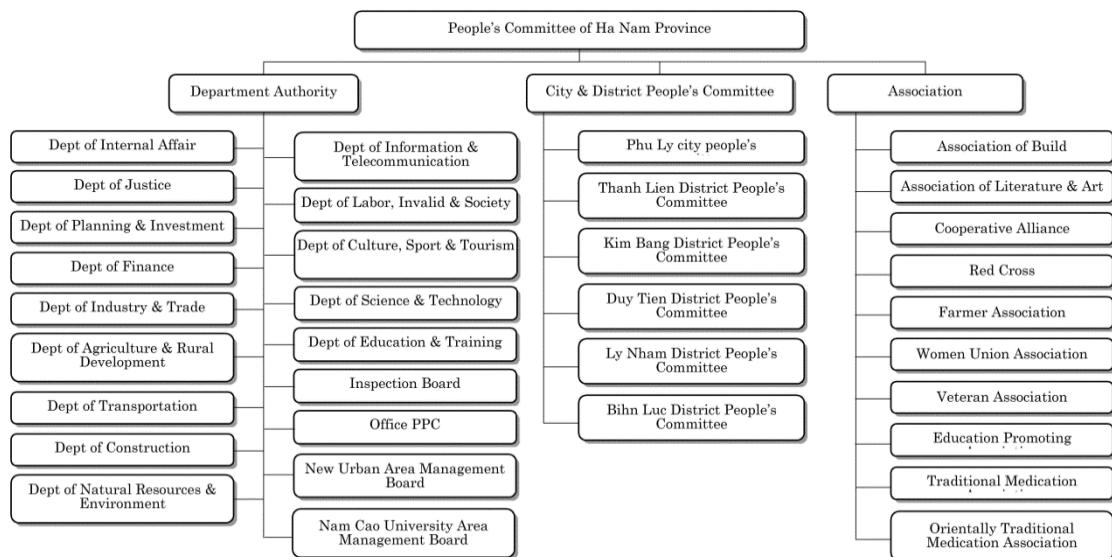 People's Committee of Ha Nam Province
Department Authority
City & District People's Committee
Association
Dept of Internal Affair
Dept of Justice
Dept of Planning & Investment
Dept of Finance
Dept of Industry & Trade
Dept of Agriculture & Rural
Development
Dept of Transportation
Dept of Construction
Dept of Natural Resources &
Environment
Dept of Information &
Telecommunication
Dept of Labor, Invalid & Society
Dept of Culture, Sport & Tourism
Dept of Science & Technology
Dept of Education & Training
Inspection Board
Office PPC
New Urban Area Management
Board
Nam Cao University Area
Management Board
Phu Ly city people's
Thanh Lien District People's
Committee
Kim Bang District People's
Committee
Duy Tien District People's
Committee
Ly Nham District People's
Committee
Bihn Luc District People's
Committee
Association of Build
Association of Literature & Art
Cooperative Alliance
Red Cross
Farmer Association
Women Union Association
Veteran Association
Education Promoting
Traditional Medication
Orientally Traditional
Medication Association